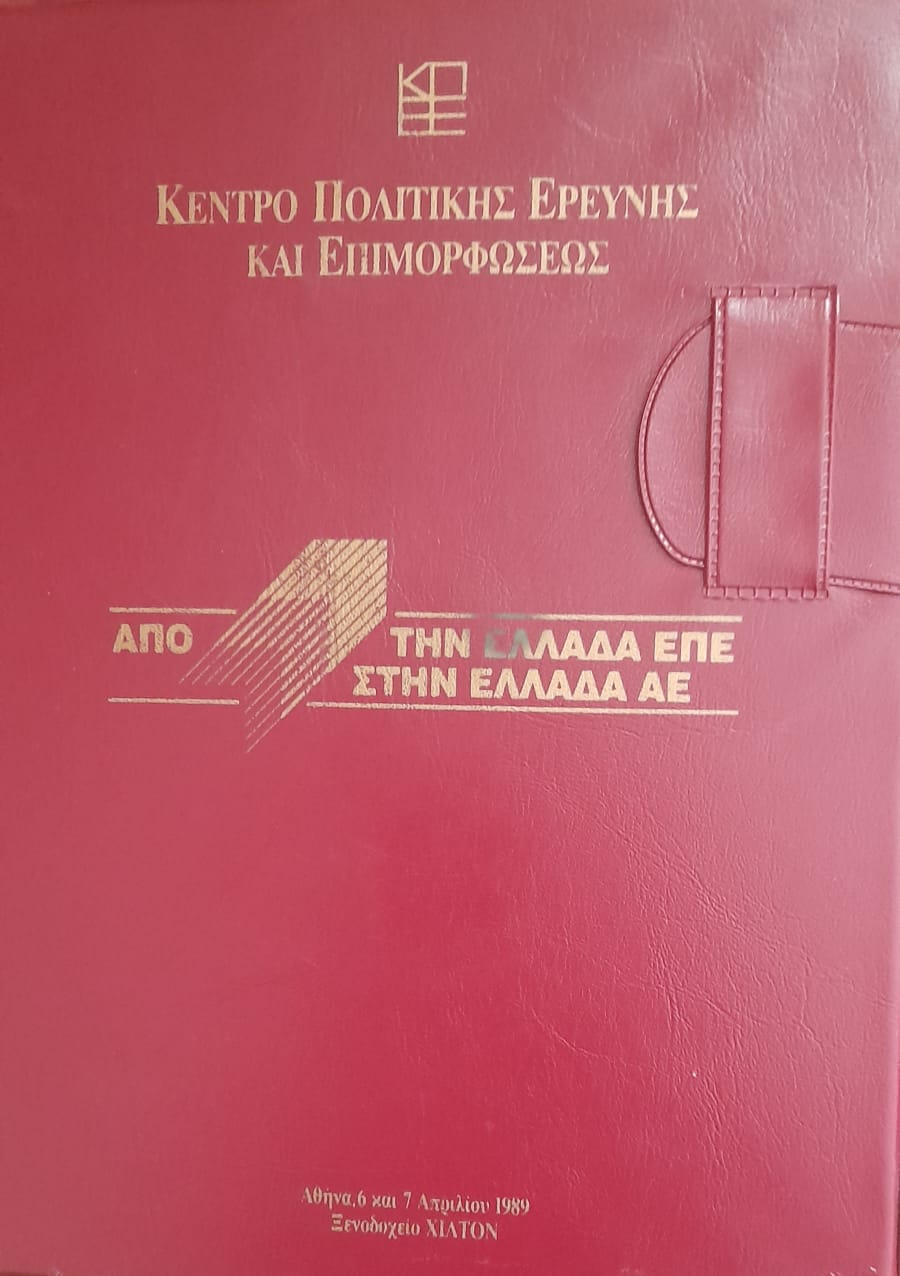 ΚΠΕΕ
ΚΕΝΤΡΟ ΠΟΛΙΤΙΚΗΣ ΕΡΕΥΝΗΣ
ΚΑΙ ΕΠΙΜΟΡΦΩΣΕΩΣ
ΑΠΟ ΤΗΝ ΕΛΛΑΔΑ ΕΠΕ
ΣΤΗΝ ΕΛΛΑΔΑ ΑΕ
Αθήνα, 6 και 7 Απριλίου 1989
Ξενοδοχείο ΧΙΛΤΟΝ